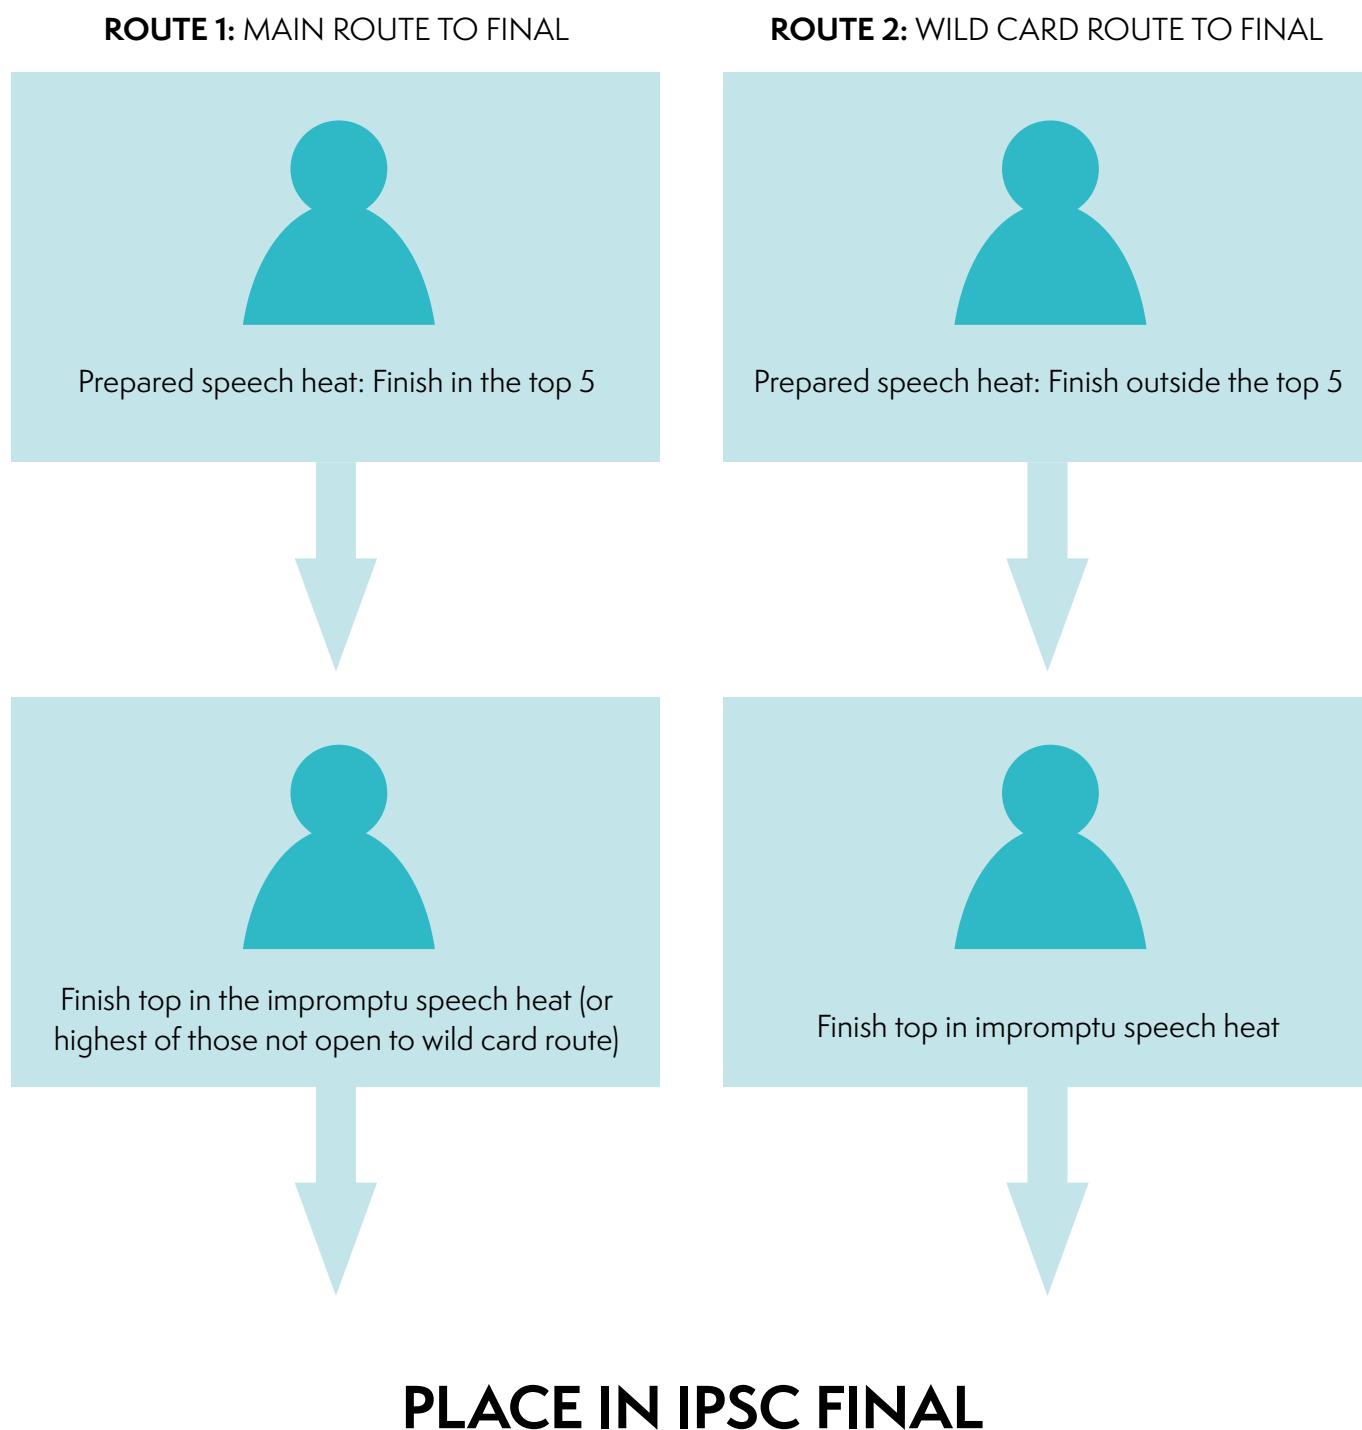 ROUTE 1: MAIN ROUTE TO FINAL
Prepared speech heat: Finish in the top 5
Finish top in the impromptu speech heat (or
highest of those not open to wild card route)
ROUTE 2: WILD CARD ROUTE TO FINAL
Prepared speech heat: Finish outside the top 5
Finish top in impromptu speech heat
PLACE IN IPSC FINAL